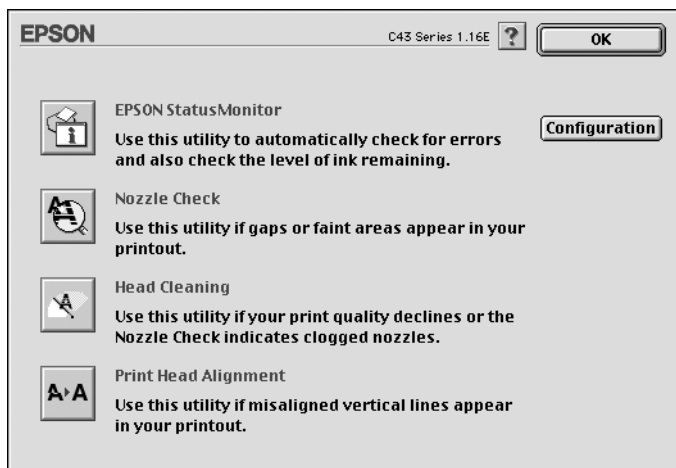 EPSON
C43 Series 1.16E
?
OK
EPSON StatusMonitor
Use this utility to automatically check for errors
and also check the level of ink remaining.
Configuration
Nozzle Check
Use this utility if gaps or faint areas appear in your
printout.
Head Cleaning
Use this utility if your print quality declines or the
Nozzle Check indicates clogged nozzles.
Print Head Alignment
Use this utility if misaligned vertical lines appear
in your printout.